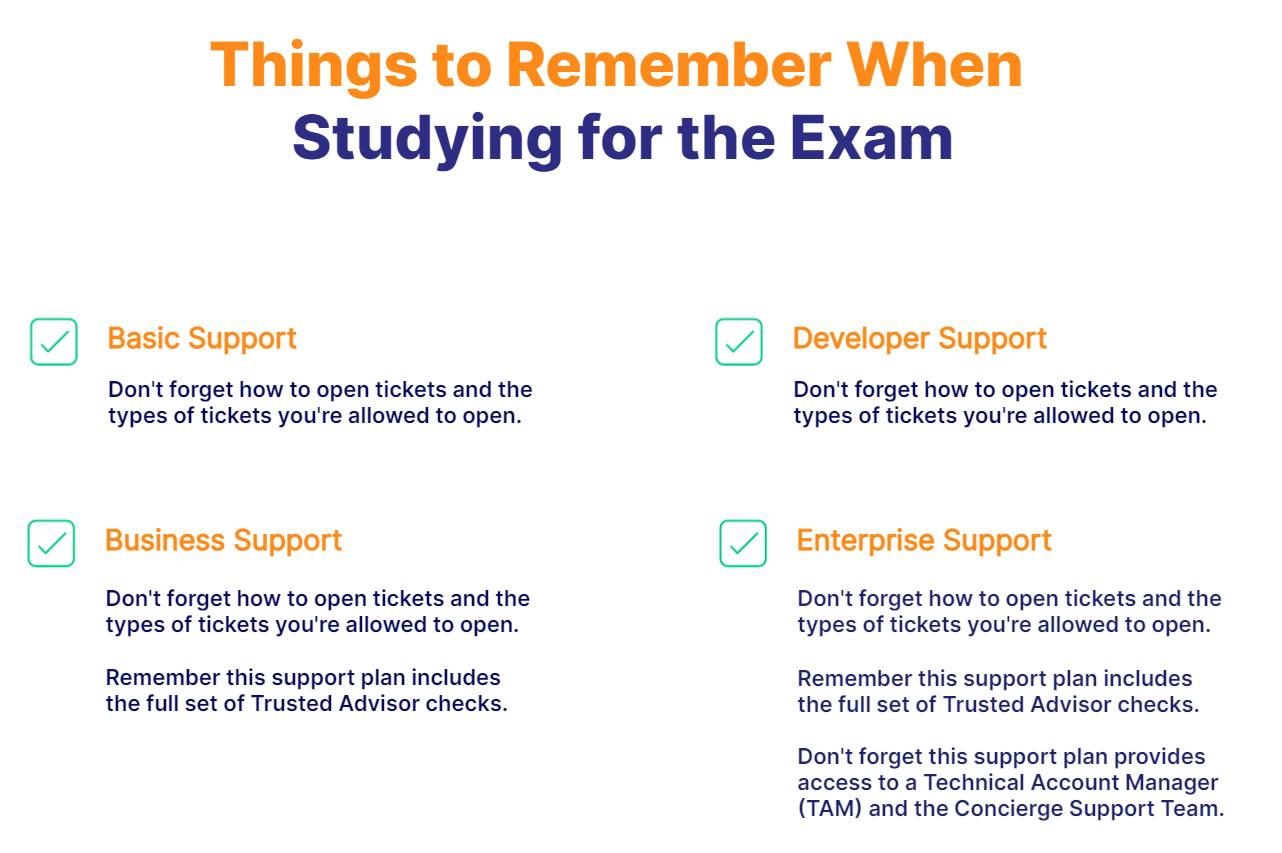 Things to Remember When
Studying for the Exam
Basic Support
Don't forget how to open tickets and the
types of tickets you're allowed to open.
Developer Support
Don't forget how to open tickets and the
types of tickets you're allowed to open.
Business Support
Don't forget how to open tickets and the
types of tickets you're allowed to open.
Remember this support plan includes
the full set of Trusted Advisor checks.
Enterprise Support
Don't forget how to open tickets and the
types of tickets you're allowed to open.
Remember this support plan includes
the full set of Trusted Advisor checks.
Don't forget this support plan provides
access to a Technical Account Manager
(TAM) and the Concierge Support Team.